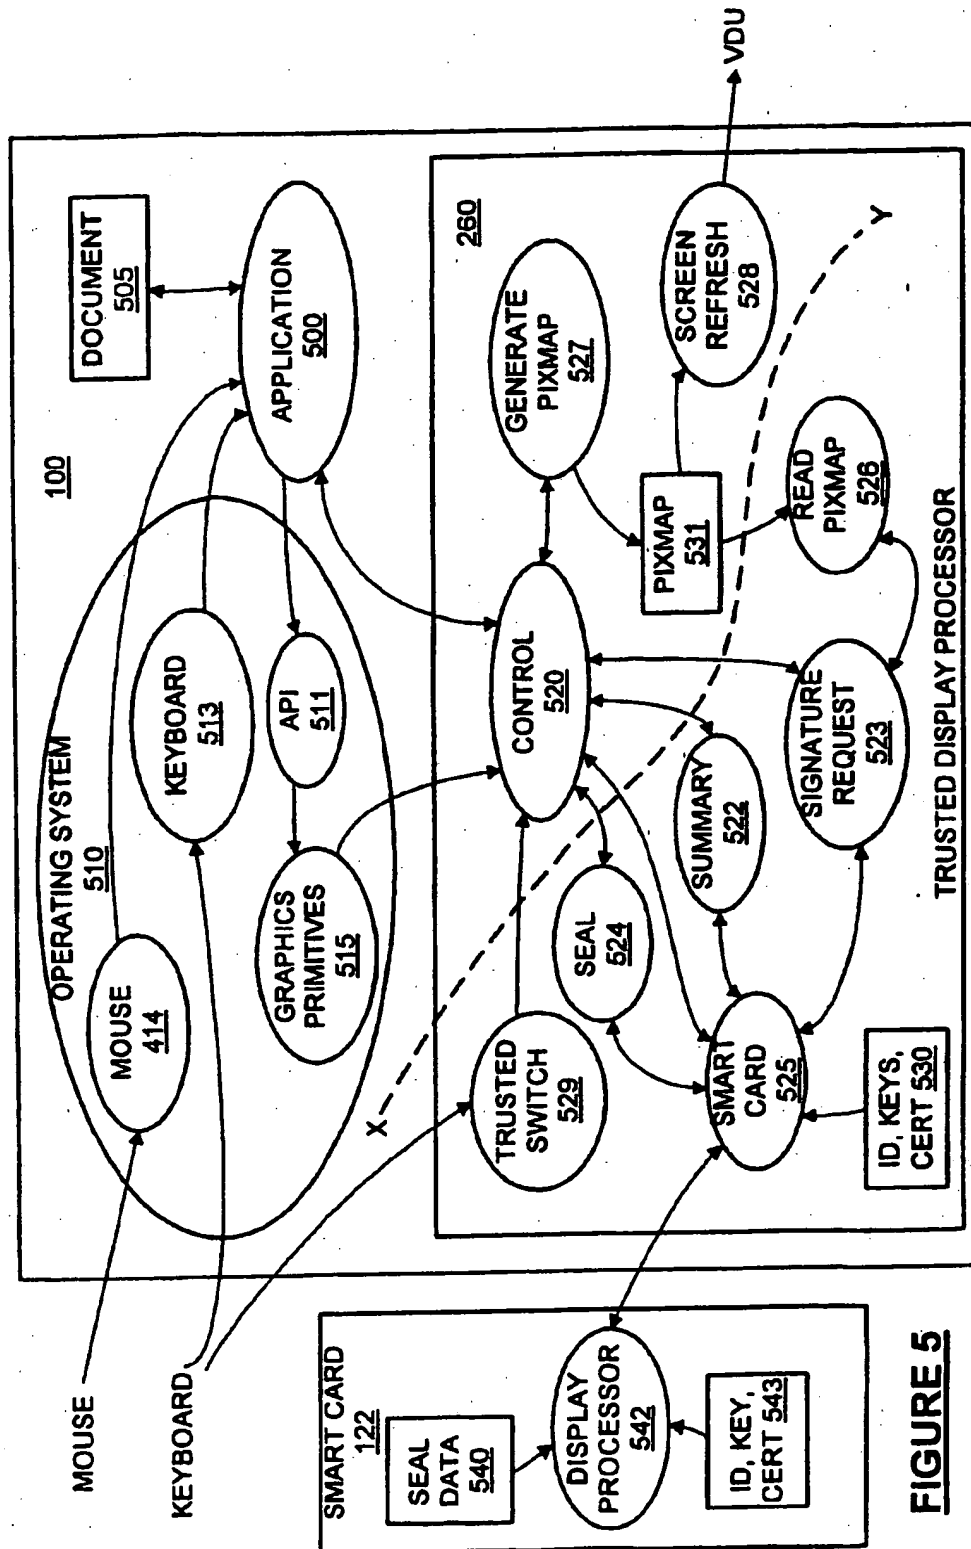 MOUSE
KEYBOARD
100
OPERATING SYSTEM
510
MOUSE
414
KEYBOARD
513
API
511
GRAPHICS
PRIMITIVES
515
DOCUMENT
505
APPLICATION
500
X
260
TRUSTED
SWITCH
529
CONTROL
520
GENERATE
PIXMAP
527
SEAL
524
PIXMAP
531
SCREEN
REFRESH
528
VDU
SUMMARY
522
SMART
CARD
525
SIGNATURE
REQUEST
523
READ
PIXMAP
526
Y
ID, KEYS,
CERT 530
TRUSTED DISPLAY PROCESSOR
SMART CARD
122
SEAL
DATA
540
DISPLAY
PROCESSOR
542
ID, KEY,
CERT 543
FIGURE 5